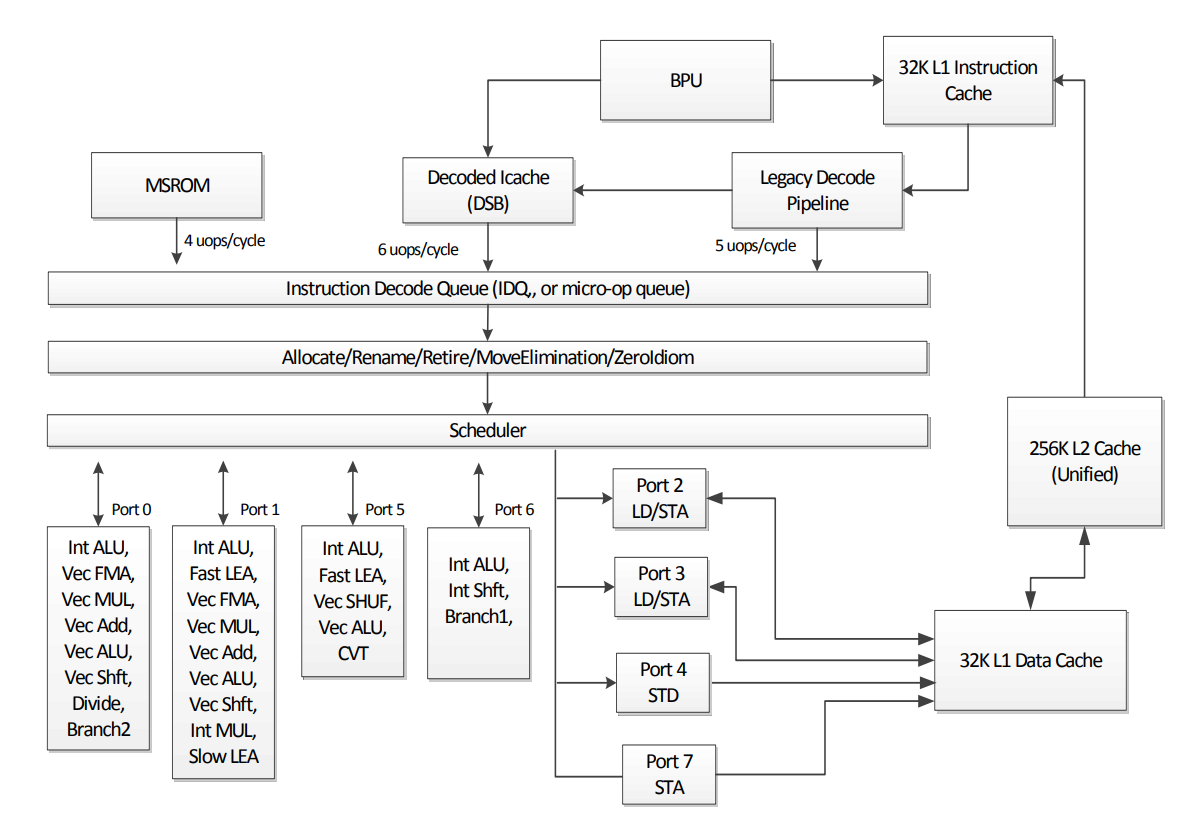 BPU
32K L1 Instruction
Cache
MSROM
Decoded Icache
(DSB)
Legacy Decode
Pipeline
4 uops/cycle
6 uops/cycle
5 uops/cycle
Instruction Decode Queue (IDQ,, or micro-op queue)
Allocate/Rename/Retire/MoveElimination/ZeroIdiom
Scheduler
256K L2 Cache
(Unified)
Port 0
Int ALU,
Vec FMA,
Vec MUL,
Vec Add,
Vec ALU,
Vec Shft,
Divide,
Branch2
Port 1
Int ALU,
Fast LEA,
Vec FMA,
Vec MUL,
Vec Add,
Vec ALU,
Vec Shft,
Int MUL,
Slow LEA
Port 5
Int ALU,
Fast LEA,
Vec SHUF,
Vec ALU,
CVT
Port 6
Int ALU,
Int Shft,
Branch1,
Port 2
LD/STA
Port 3
LD/STA
Port 4
STD
Port 7
STA
32K L1 Data Cache